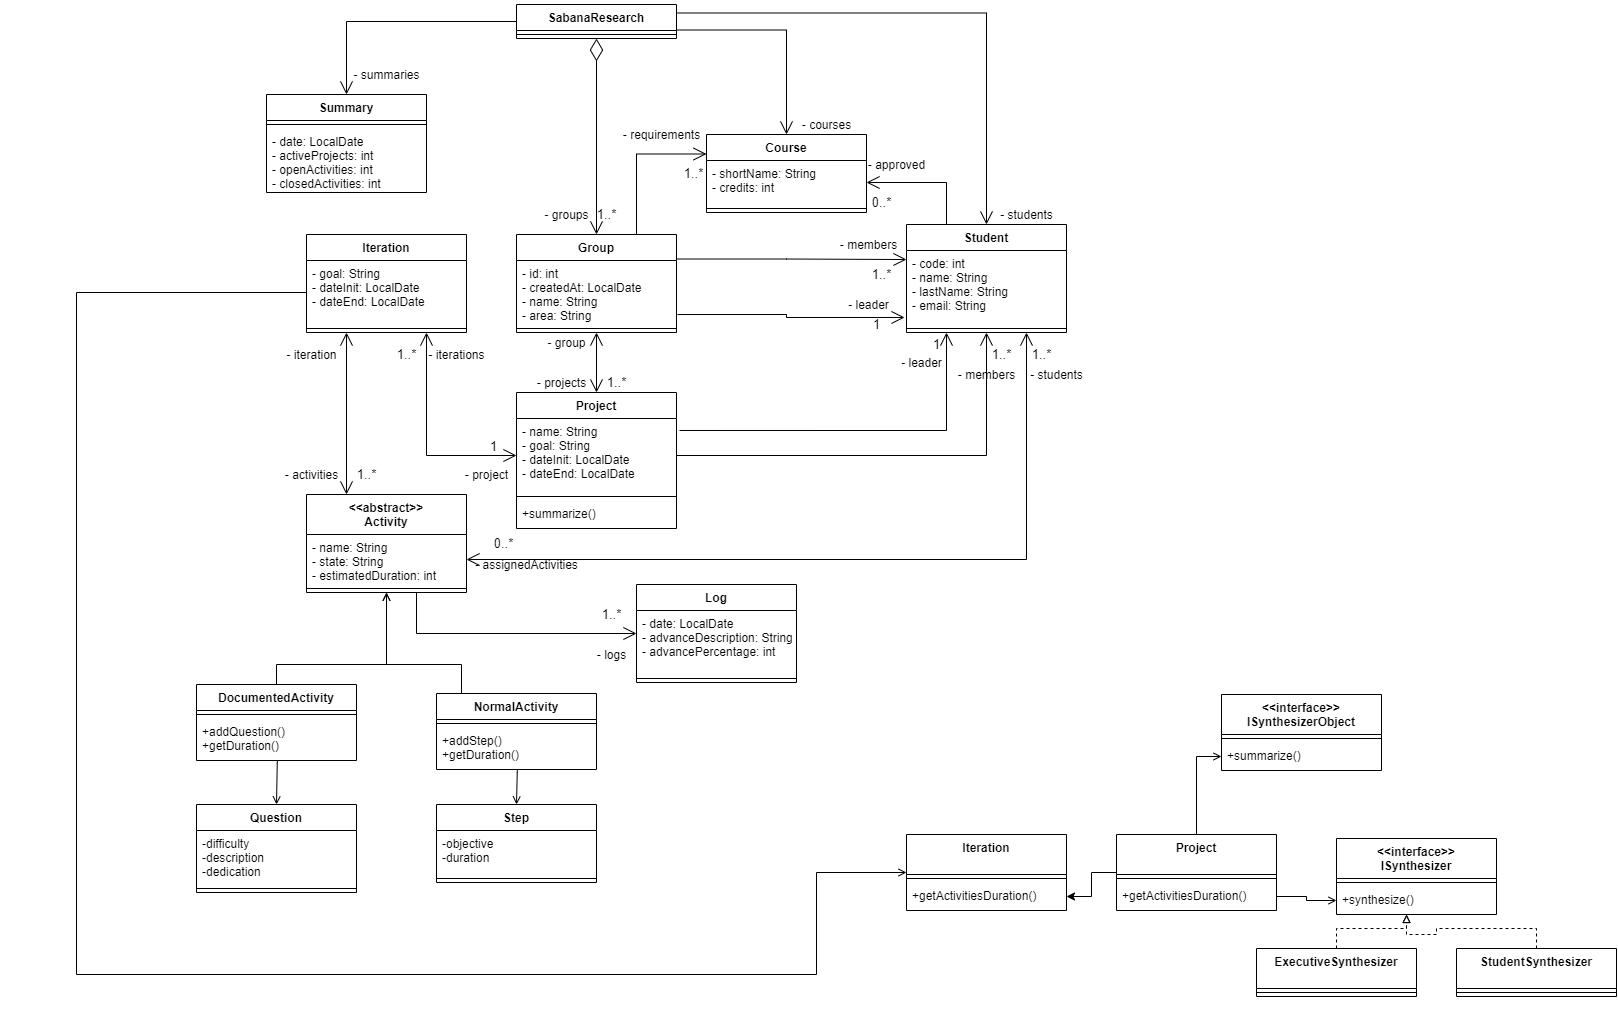 SabanaResearch
- summaries
Summary
- date: LocalDate
- activeProjects: int
- openActivities: int
- closedActivities: int
- courses
- requirements
1..*
Course
- shortName: String
- credits: int
- approved
0..*
- groups
1..*
- students
Iteration
- goal: String
- dateInit: LocalDate
- dateEnd: LocalDate
Group
- id: int
- createdAt: LocalDate
- name: String
- area: String
- members
1..*
- leader
1
Student
- code: int
- name: String
- lastName: String
- email: String
- iteration
1..*
- iterations
- group
- projects
1..*
1
- leader
1..*
- members
1..*
- students
Project
- name: String
- goal: String
- dateInit: LocalDate
- dateEnd: LocalDate
+summarize()
1
- project
- activities
1..*
<<abstract>>
Activity
- name: String
- state: String
- estimatedDuration: int
0..*
- assignedActivities
1..*
- logs
Log
- date: LocalDate
- advanceDescription: String
- advancePercentage: int
DocumentedActivity
+addQuestion()
+getDuration()
NormalActivity
+addStep()
+getDuration()
Question
-difficulty
-description
-dedication
Step
-objective
-duration
<<interface>>
ISynthesizerObject
+summarize()
Iteration
+getActivitiesDuration()
Project
+getActivitiesDuration()
<<interface>>
ISynthesizer
+synthesize()
ExecutiveSynthesizer
StudentSynthesizer